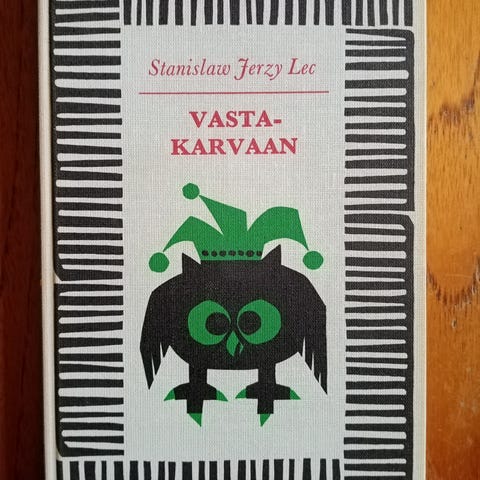 Stanislaw Jerzy Lec
VASTA-
KARVAAN